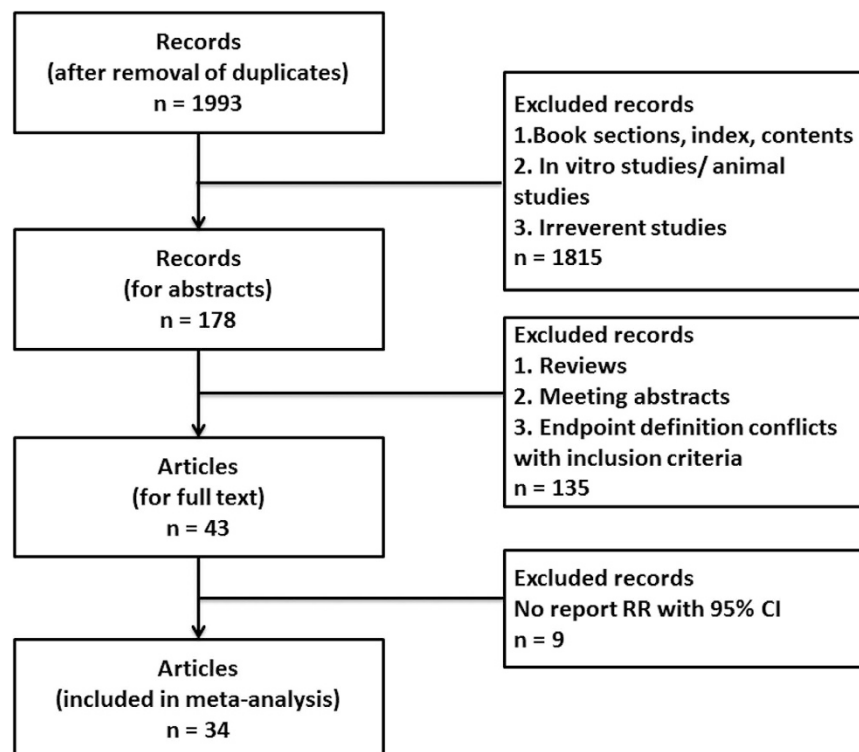 Records
(after removal of duplicates)
n = 1993
Excluded records
1.Book sections, index, contents
2. In vitro studies/ animal
studies
3. Irreverent studies
n = 1815
Records
(for abstracts)
n = 178
Excluded records
1. Reviews
2. Meeting abstracts
3. Endpoint definition conflicts
with inclusion criteria
n = 135
Articles
(for full text)
n = 43
Excluded records
No report RR with 95% CI
n = 9
Articles
(included in meta-analysis)
n = 34